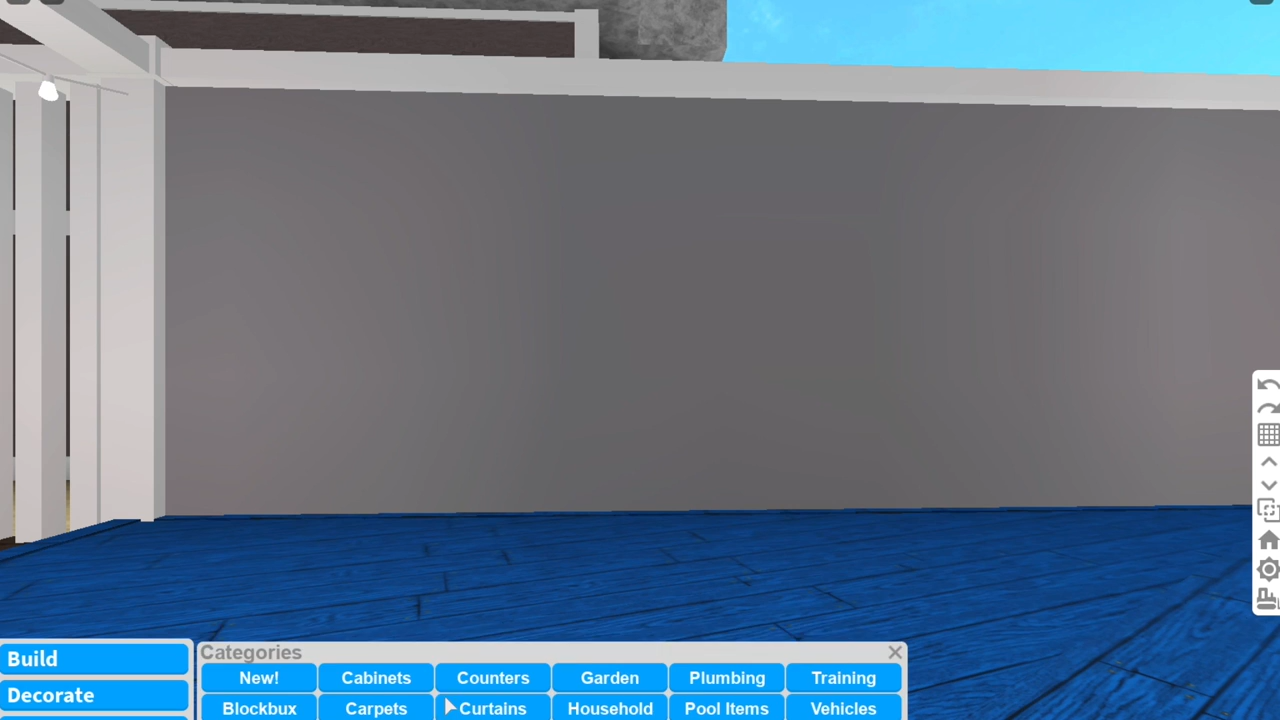 Build
Decorate
Categories
New! Cabinets Counters Garden Plumbing Training
Blockbux Carpets Curtains Household Pool Items Vehicles